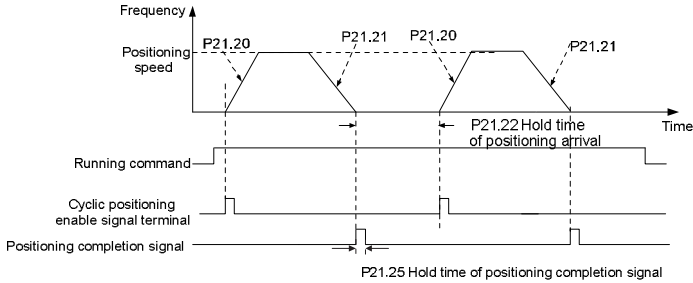 Frequency
P21.20
P21.21
P21.20
P21.21
Positioning
speed
Time
P21.22 Hold time
of positioning arrival
Running command
Cyclic positioning
enable signal terminal
Positioning completion signal
P21.25 Hold time of positioning completion signal